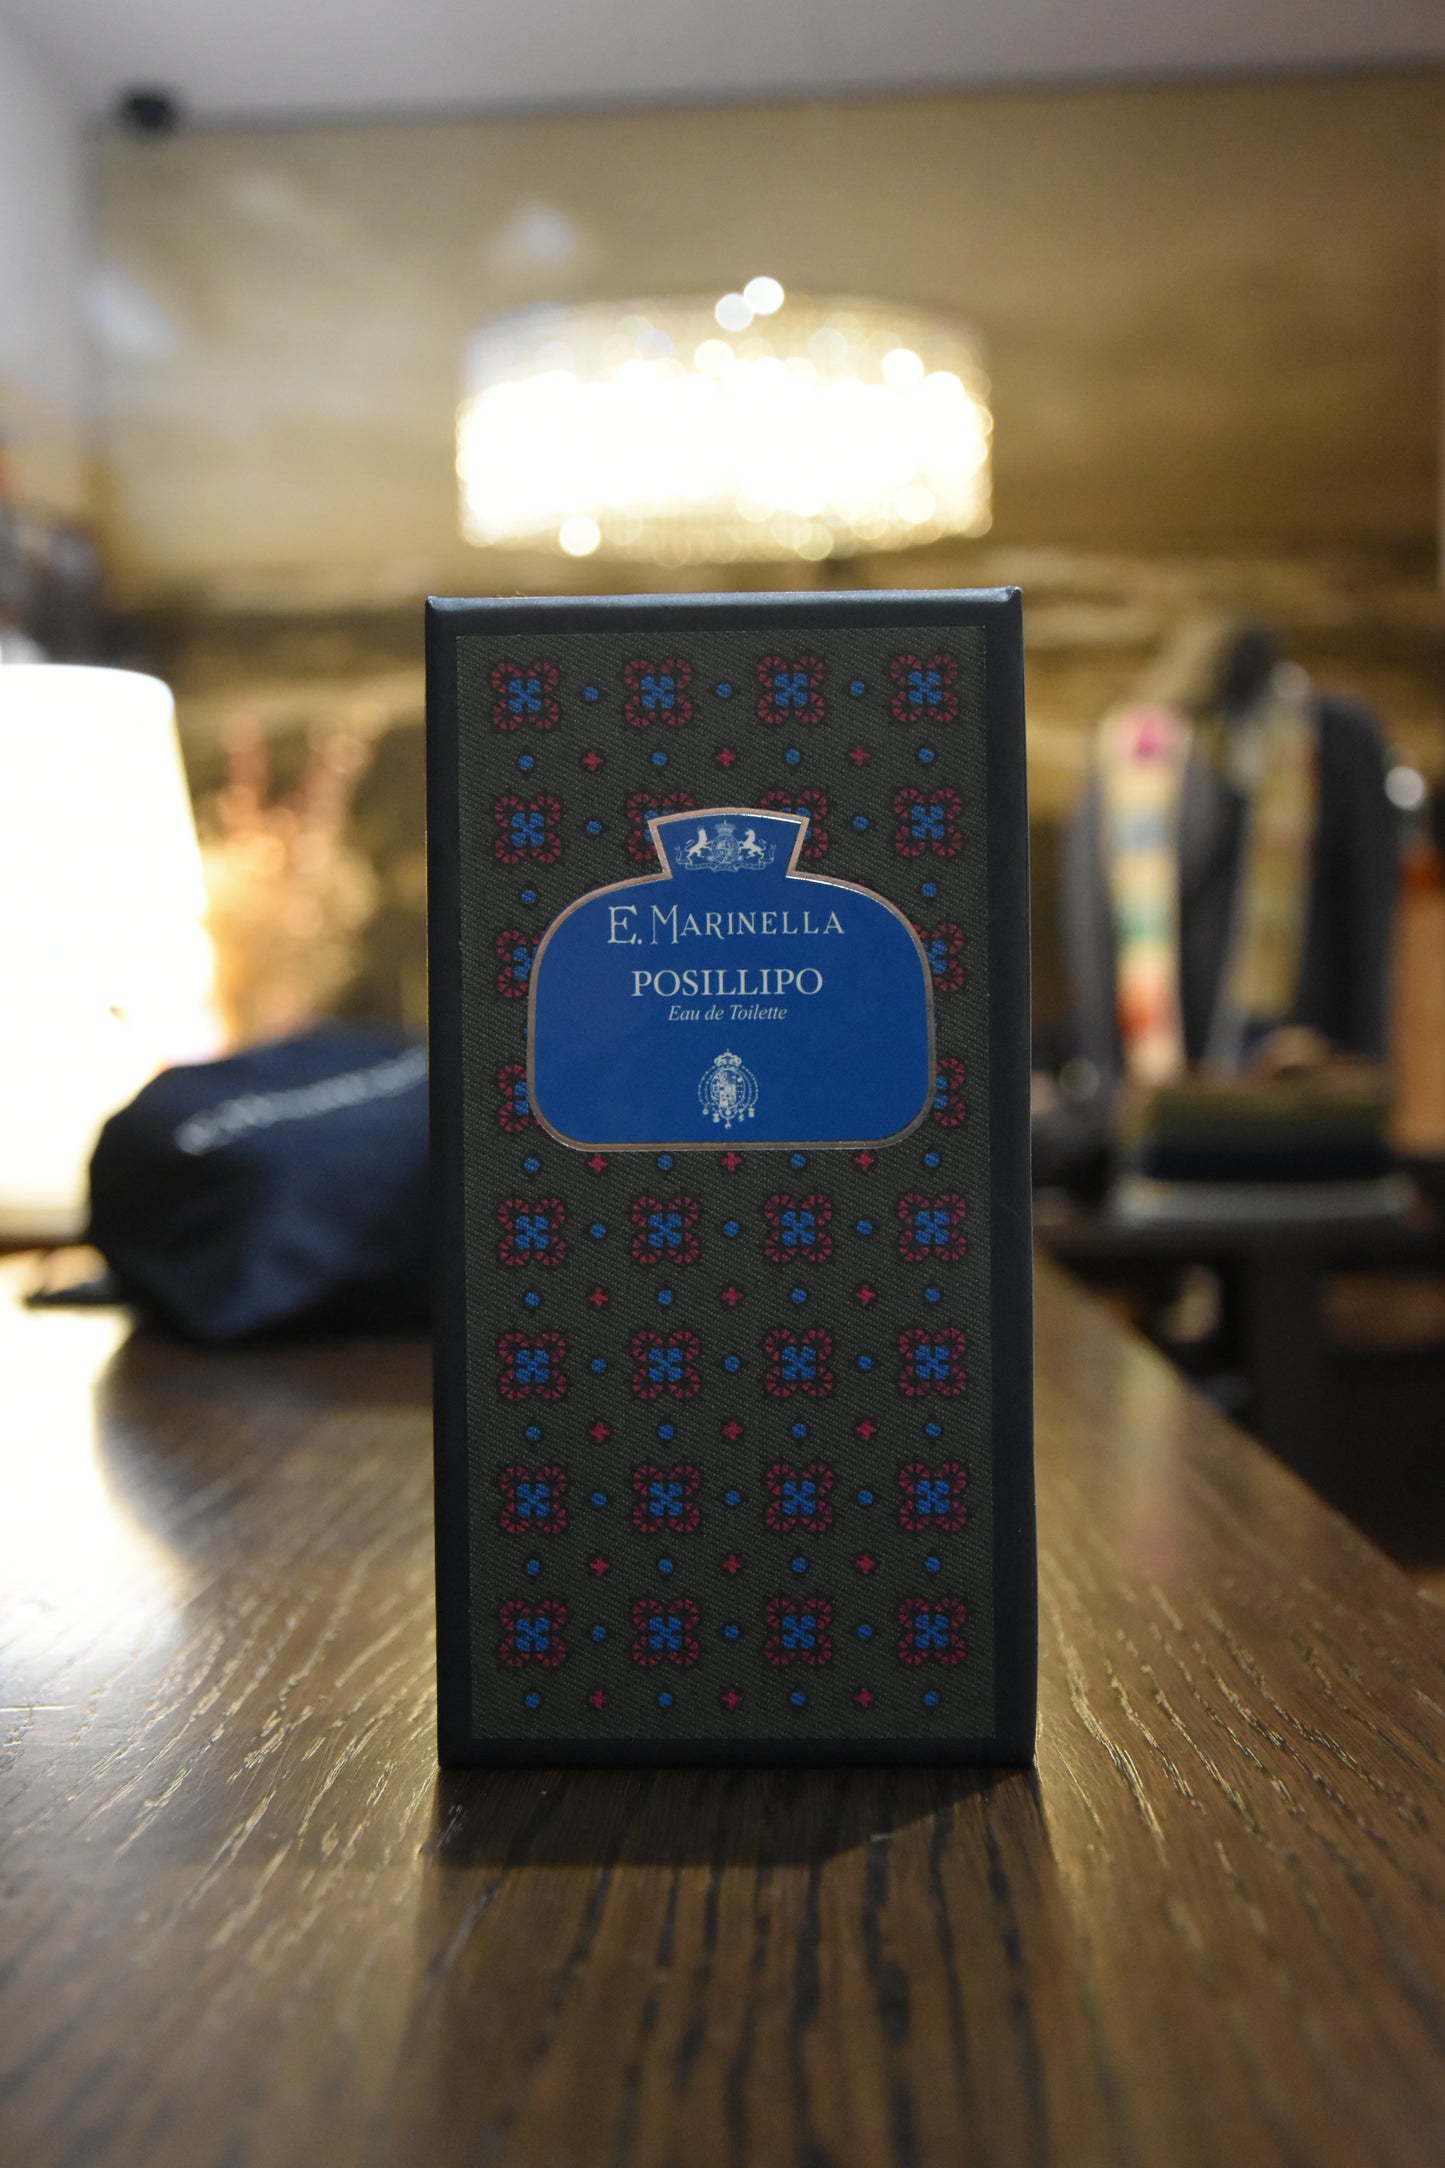 E. MARINELLA
POSILLIPO
Eau de Toilette